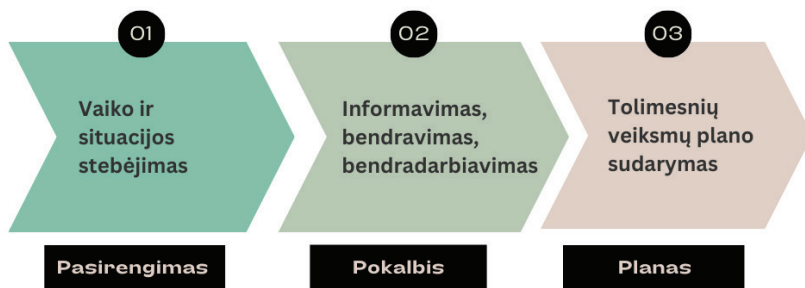 01
Vaiko ir
situacijos
stebėjimas
Pasirengimas
02
Informavimas,
bendravimas,
bendradarbiavimas
Pokalbis
03
Tolimesnių
veiksmų plano
sudarymas
Planas